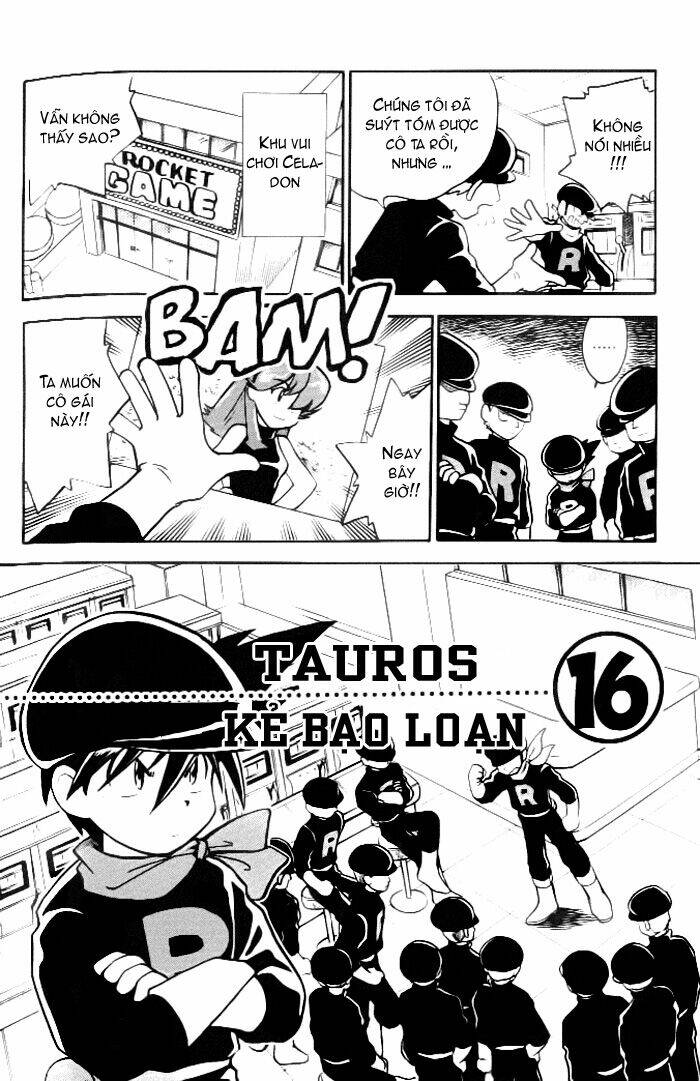 VẪN KHÔNG
THẤY SAO?
ROCKET
GAME
KHU VUI
CHƠI CELA-
DON
CHÚNG TÔI ĐÃ
SUÝT TÓM ĐƯỢC
CÔ TA RỒI,
NHƯNG ...
KHÔNG
NÓI NHIỀU
!!!
R
BAM!
TA MUỐN
CÔ GÁI
NÀY!!
NGAY
BÂY
GIỜ!!
......
R
R
TAUROS
16
KẺ BẠO LOẠN
R
R
R
R